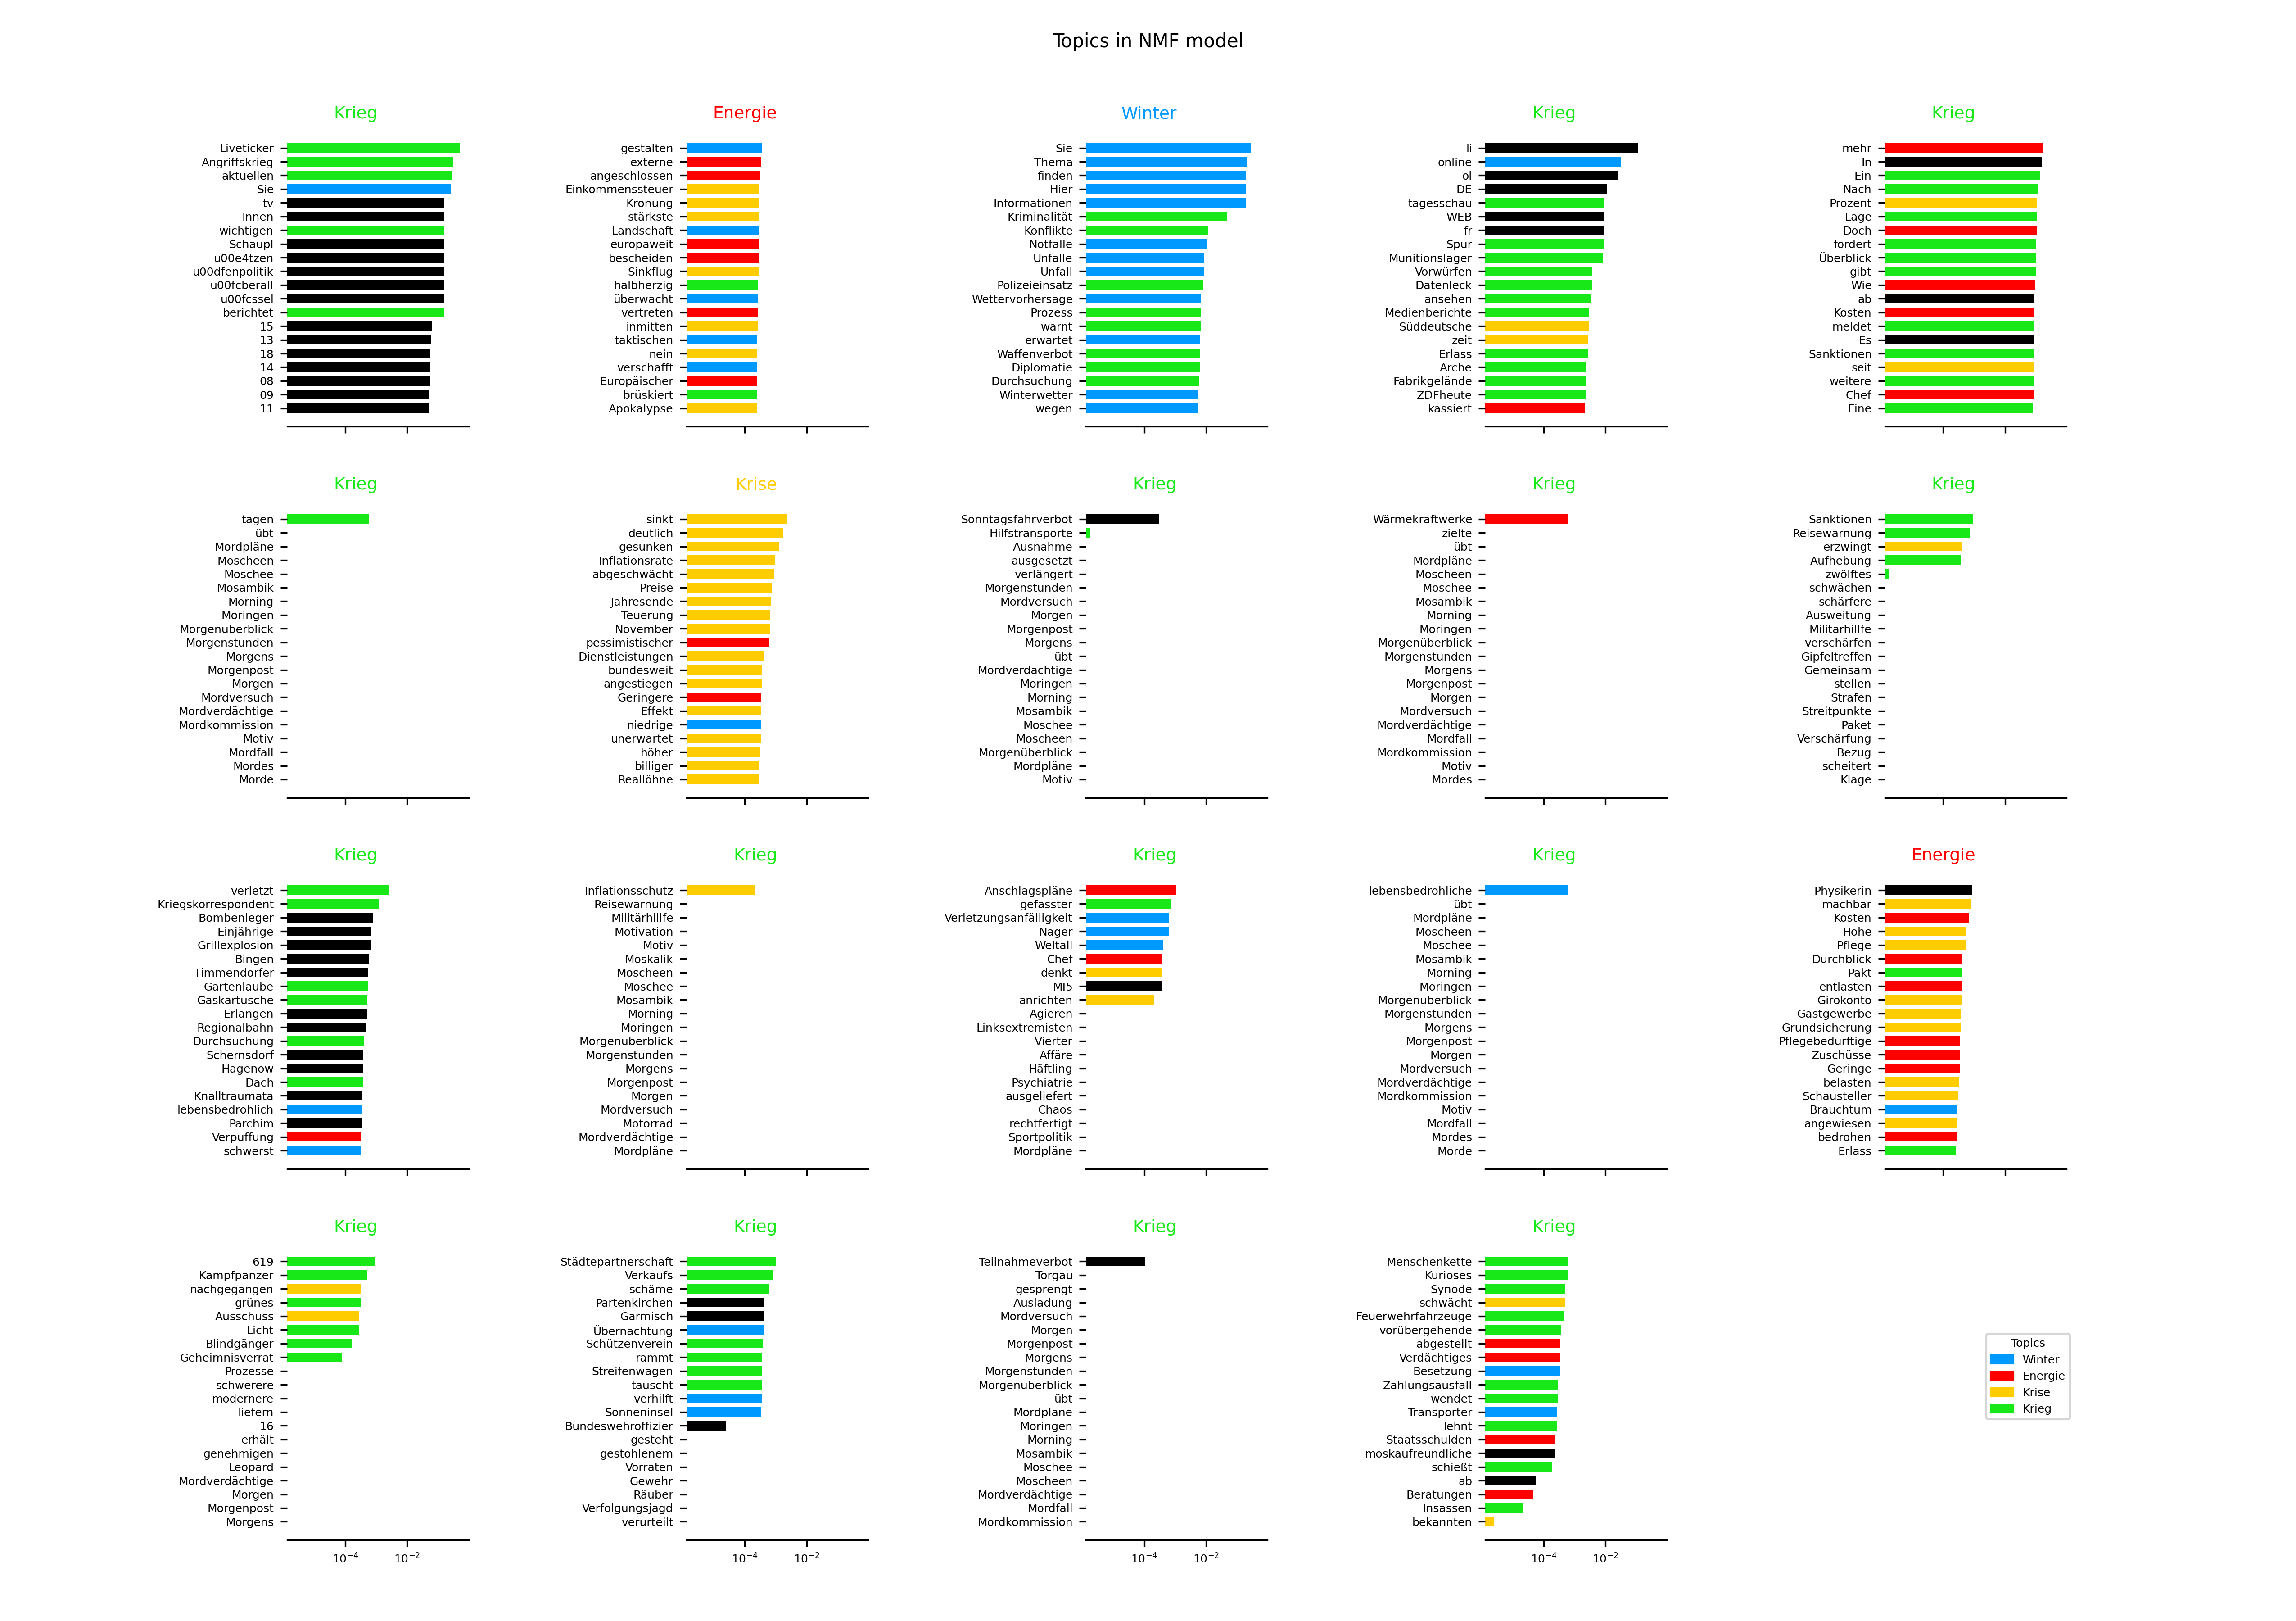 Topics in NMF model
Krieg
Liveticker
Angriffskrieg
aktuellen
Sie
tv
Innen
wichtigen
Schaupl
u00e4tzen
u00dfenpolitik
u00fcberall
u00fcssel
berichtet
15
13
18
14
08
09
11
Energie
gestalten
externe
angeschlossen
Einkommenssteuer
Krönung
stärkste
Landschaft
europaweit
bescheiden
Sinkflug
halbherzig
überwacht
vertreten
inmitten
taktischen
nein
verschafft
Europäischer
brüskiert
Apokalypse
Winter
Sie
Thema
finden
Hier
Informationen
Kriminalität
Konflikte
Notfälle
Unfälle
Unfall
Polizeieinsatz
Wettervorhersage
Prozess
warnt
erwartet
Waffenverbot
Diplomatie
Durchsuchung
Winterwetter
wegen
Krieg
li
online
ol
DE
tagesschau
WEB
fr
Spur
Munitionslager
Vorwürfen
Datenleck
ansehen
Medienberichte
Süddeutsche
zeit
Erlass
Arche
Fabrikgelände
ZDFheute
kassiert
Krieg
mehr
In
Ein
Nach
Prozent
Lage
Doch
fordert
Überblick
gibt
Wie
ab
Kosten
meldet
Es
Sanktionen
seit
weitere
Chef
Eine
Krieg
tagen
übt
Mordpläne
Moscheen
Moschee
Mosambik
Morning
Moringen
Morgenüberblick
Morgenstunden
Morgens
Morgenpost
Morgen
Mordversuch
Mordverdächtige
Mordkommission
Motiv
Mordfall
Mordes
Morde
Krise
sinkt
deutlich
gesunken
Inflationsrate
abgeschwächt
Preise
Jahresende
Teuerung
November
pessimistischer
Dienstleistungen
bundesweit
angestiegen
Geringere
Effekt
niedrige
unerwartet
höher
billiger
Reallöhne
Krieg
Sonntagsfahrverbot
Hilfstransporte
Ausnahme
ausgesetzt
verlängert
Morgenstunden
Mordversuch
Morgen
Morgenpost
Morgens
übt
Mordverdächtige
Moringen
Morning
Mosambik
Moschee
Moscheen
Morgenüberblick
Mordpläne
Motiv
Krieg
Wärmekraftwerke
zielte
übt
Mordpläne
Moscheen
Moschee
Mosambik
Morning
Moringen
Morgenüberblick
Morgenstunden
Morgens
Morgenpost
Morgen
Mordversuch
Mordverdächtige
Mordfall
Mordkommission
Motiv
Mordes
Krieg
Sanktionen
Reisewarnung
erzwingt
Aufhebung
zwölftes
schwächen
schärfere
Ausweitung
Militärhillfe
verschärfen
Gipfeltreffen
Gemeinsam
stellen
Strafen
Streitpunkte
Paket
Verschärfung
Bezug
scheitert
Klage
Krieg
verletzt
Kriegskorrespondent
Bombenleger
Einjährige
Grillexplosion
Bingen
Timmendorfer
Gartenlaube
Gaskartusche
Erlangen
Regionalbahn
Durchsuchung
Schernsdorf
Hagenow
Dach
Knalltraumata
lebensbedrohlich
Parchim
Verpuffung
schwerst
Krieg
Inflationsschutz
Reisewarnung
Militärhillfe
Motivation
Motiv
Moskalik
Moscheen
Moschee
Mosambik
Morning
Moringen
Morgenüberblick
Morgenstunden
Morgens
Morgenpost
Morgen
Mordversuch
Motorrad
Mordverdächtige
Mordpläne
Krieg
Anschlagspläne
gefasster
Verletzungsanfälligkeit
Nager
Weltall
Chef
denkt
MI5
anrichten
Agieren
Linksextremisten
Vierter
Affäre
Häftling
Psychiatrie
ausgeliefert
Chaos
rechtfertigt
Sportpolitik
Mordpläne
Krieg
lebensbedrohliche
übt
Mordpläne
Moscheen
Moschee
Mosambik
Morning
Moringen
Morgenüberblick
Morgenstunden
Morgens
Morgenpost
Morgen
Mordversuch
Mordverdächtige
Mordkommission
Motiv
Mordfall
Mordes
Morde
Energie
Physikerin
machbar
Kosten
Hohe
Pflege
Durchblick
Pakt
entlasten
Girokonto
Gastgewerbe
Grundsicherung
Pflegebedürftige
Zuschüsse
Geringe
belasten
Schausteller
Brauchtum
angewiesen
bedrohen
Erlass
Krieg
619
Kampfpanzer
nachgegangen
grünes
Ausschuss
Licht
Blindgänger
Geheimnisverrat
Prozesse
schwerere
modernere
liefern
16
erhält
genehmigen
Leopard
Mordverdächtige
Morgen
Morgenpost
Morgens
10⁻⁴ 10⁻²
Krieg
Städtepartnerschaft
Verkaufs
schäme
Partenkirchen
Garmisch
Übernachtung
Schützenverein
rammt
Streifenwagen
täuscht
verhilft
Sonneninsel
Bundeswehroffizier
gesteht
gestohlenem
Vorräten
Gewehr
Räuber
Verfolgungsjagd
verurteilt
10⁻⁴ 10⁻²
Krieg
Teilnahmeverbot
Torgau
gesprengt
Ausladung
Mordversuch
Morgen
Morgenpost
Morgens
Morgenstunden
Morgenüberblick
übt
Mordpläne
Moringen
Morning
Mosambik
Moschee
Moscheen
Mordverdächtige
Mordfall
Mordkommission
10⁻⁴ 10⁻²
Krieg
Menschenkette
Kurioses
Synode
schwächt
Feuerwehrfahrzeuge
vorübergehende
abgestellt
Verdächtiges
Besetzung
Zahlungsausfall
wendet
Transporter
lehnt
Staatsschulden
moskaufreundliche
schießt
ab
Beratungen
Insassen
bekannten
10⁻⁴ 10⁻²
Topics
Winter
Energie
Krise
Krieg